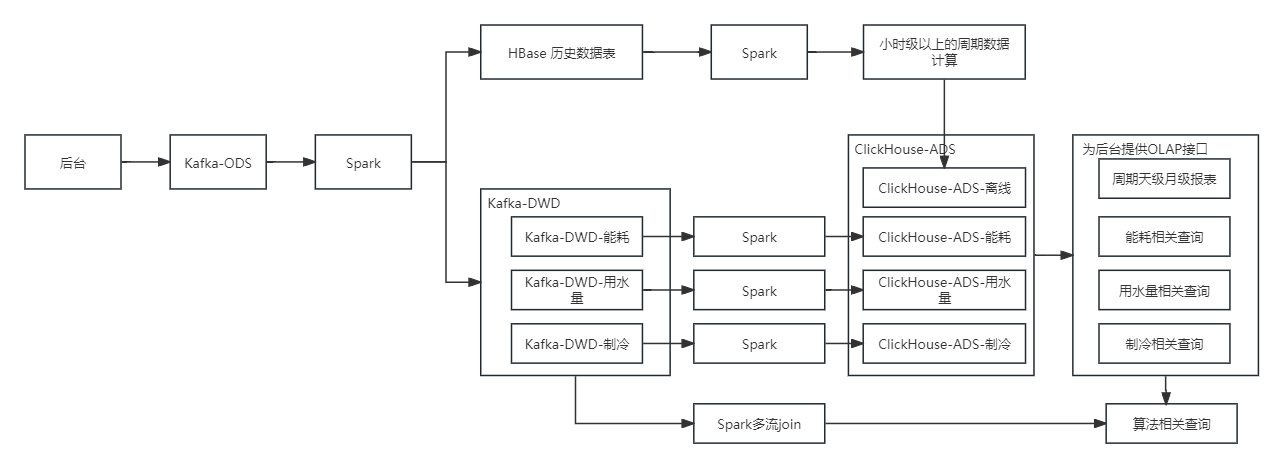 HBase 历史数据表
Spark
小时级以上的周期数据
计算
后台
Kafka-ODS
Spark
ClickHouse-ADS
为后台提供OLAP接口
ClickHouse-ADS-离线
周期天级月级报表
Kafka-DWD
Kafka-DWD-能耗
Spark
ClickHouse-ADS-能耗
能耗相关查询
Kafka-DWD-用水
量
Spark
ClickHouse-ADS-用水
量
用水量相关查询
Kafka-DWD-制冷
Spark
ClickHouse-ADS-制冷
制冷相关查询
Spark多流join
算法相关查询